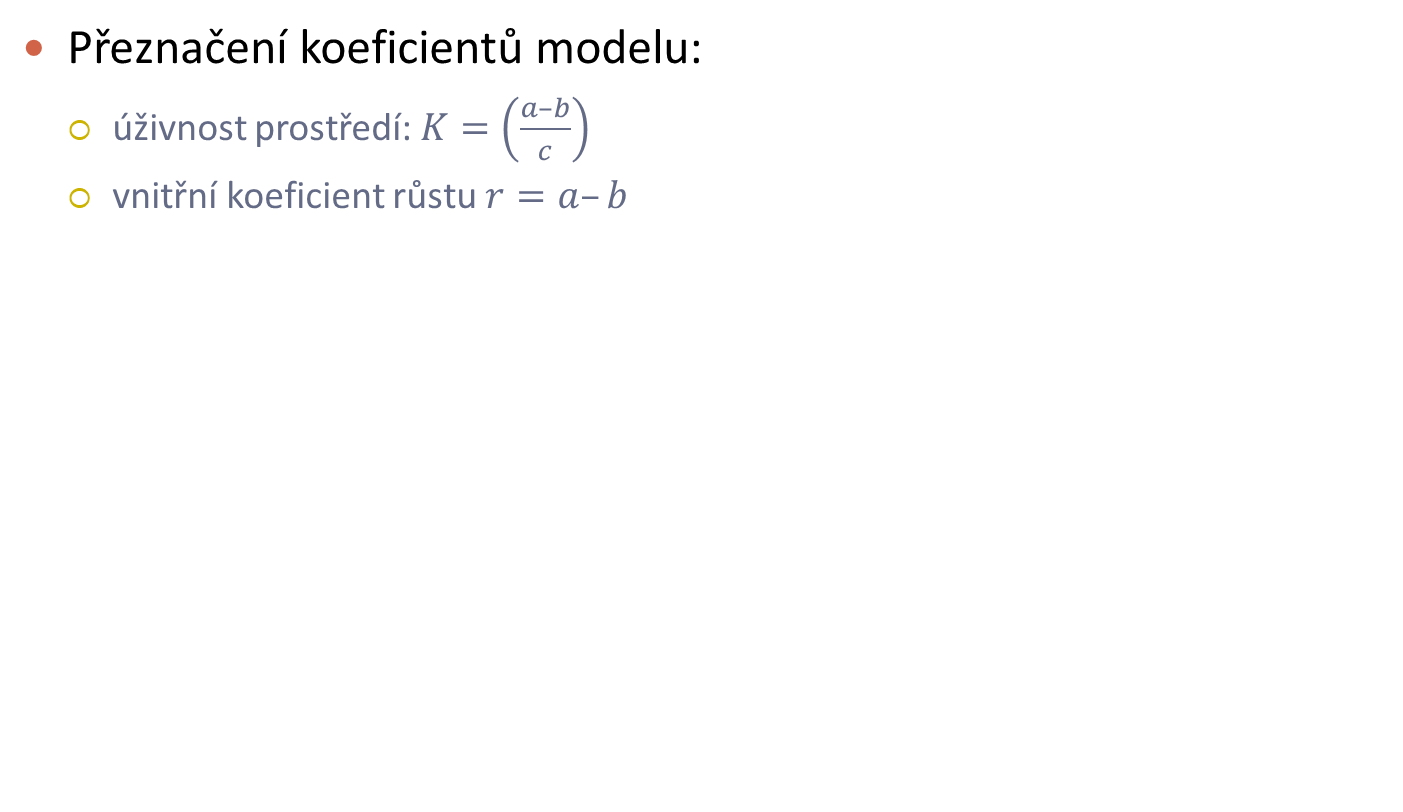 Přeznačení koeficientů modelu:
úživnost prostředí: K = (a–b / c)
vnitřní koeficient růstu r = a– b